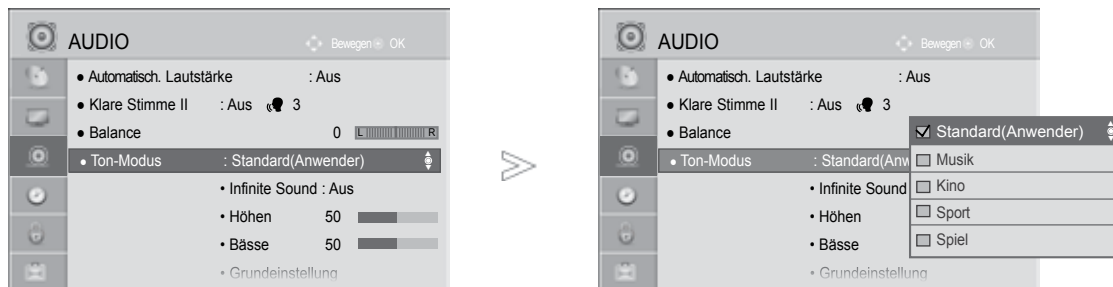 AUDIO
Bewegen OK
● Automatisch. Lautstärke : Aus
● Klare Stimme II : Aus 3
● Balance 0 L R
● Ton-Modus : Standard(Anwender)
• Infinite Sound : Aus
• Höhen 50
• Bässe 50
• Grundeinstellung
AUDIO
Bewegen OK
● Automatisch. Lautstärke : Aus
● Klare Stimme II : Aus 3
● Balance
● Ton-Modus : Standard(Anw
• Infinite Sound
• Höhen
• Bässe
• Grundeinstellung
Standard(Anwender)
Musik
Kino
Sport
Spiel